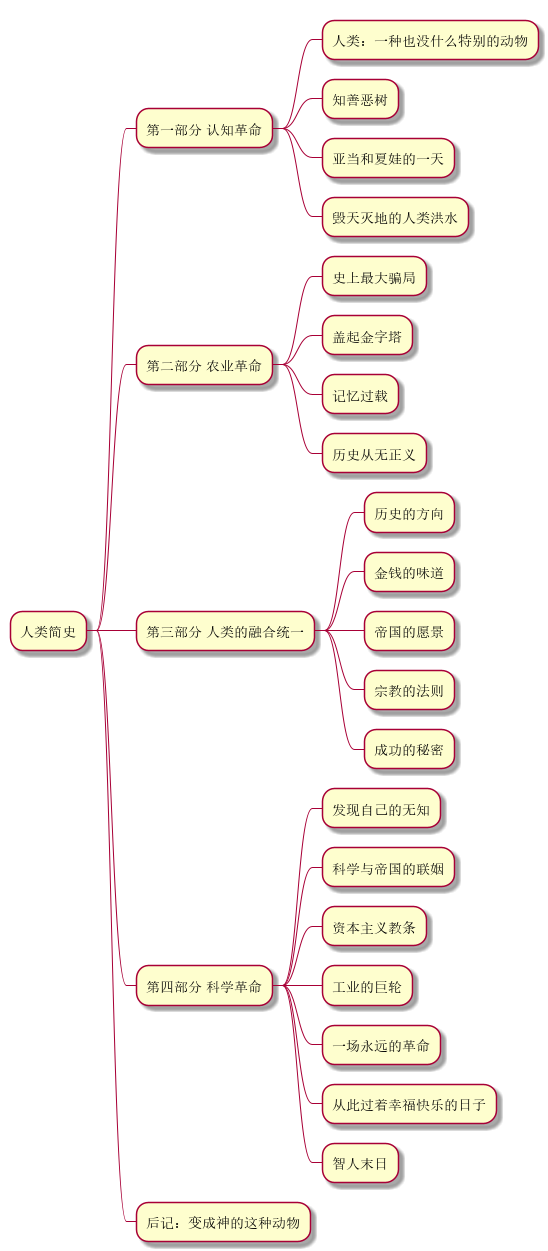 人类简史
第一部分 认知革命
人类：一种也没什么特别的动物
知善恶树
亚当和夏娃的一天
毁天灭地的人类洪水
第二部分 农业革命
史上最大骗局
盖起金字塔
记忆过载
历史从无正义
第三部分 人类的融合统一
历史的方向
金钱的味道
帝国的愿景
宗教的法则
成功的秘密
第四部分 科学革命
发现自己的无知
科学与帝国的联姻
资本主义教条
工业的巨轮
一场永远的革命
从此过着幸福快乐的日子
智人末日
后记：变成神的这种动物